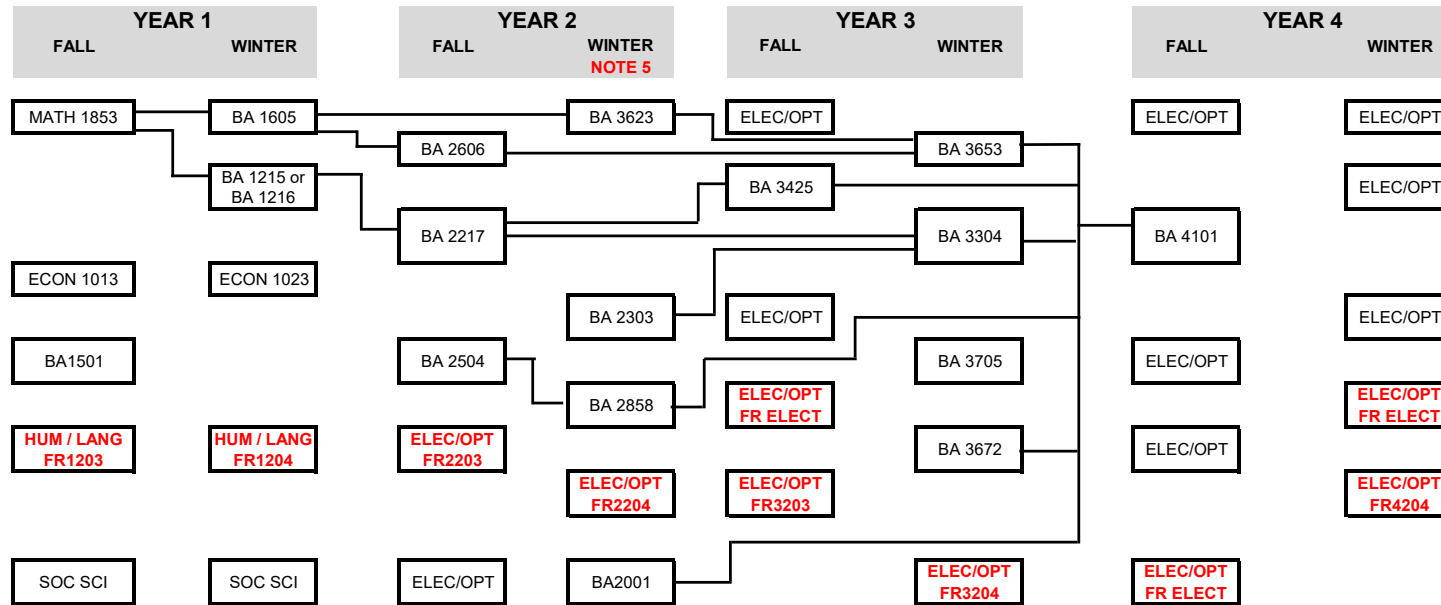 YEAR 1
YEAR 2
YEAR 3
YEAR 4
FALL
WINTER
FALL
WINTER
NOTE 5
FALL
WINTER
FALL
WINTER
MATH 1853
BA 1605
BA 3623
ELEC/OPT
ELEC/OPT
ELEC/OPT
BA 2606
BA 3653
BA 1215 or
BA 1216
BA 3425
ELEC/OPT
BA 2217
BA 3304
BA 4101
ECON 1013
ECON 1023
BA 2303
ELEC/OPT
ELEC/OPT
BA1501
BA 2504
BA 3705
ELEC/OPT
BA 2858
ELEC/OPT
FR ELECT
ELEC/OPT
FR ELECT
HUM / LANG
FR1203
HUM / LANG
FR1204
ELEC/OPT
FR2203
BA 3672
ELEC/OPT
ELEC/OPT
FR2204
ELEC/OPT
FR3203
ELEC/OPT
FR4204
SOC SCI
SOC SCI
ELEC/OPT
BA2001
ELEC/OPT
FR3204
ELEC/OPT
FR ELECT